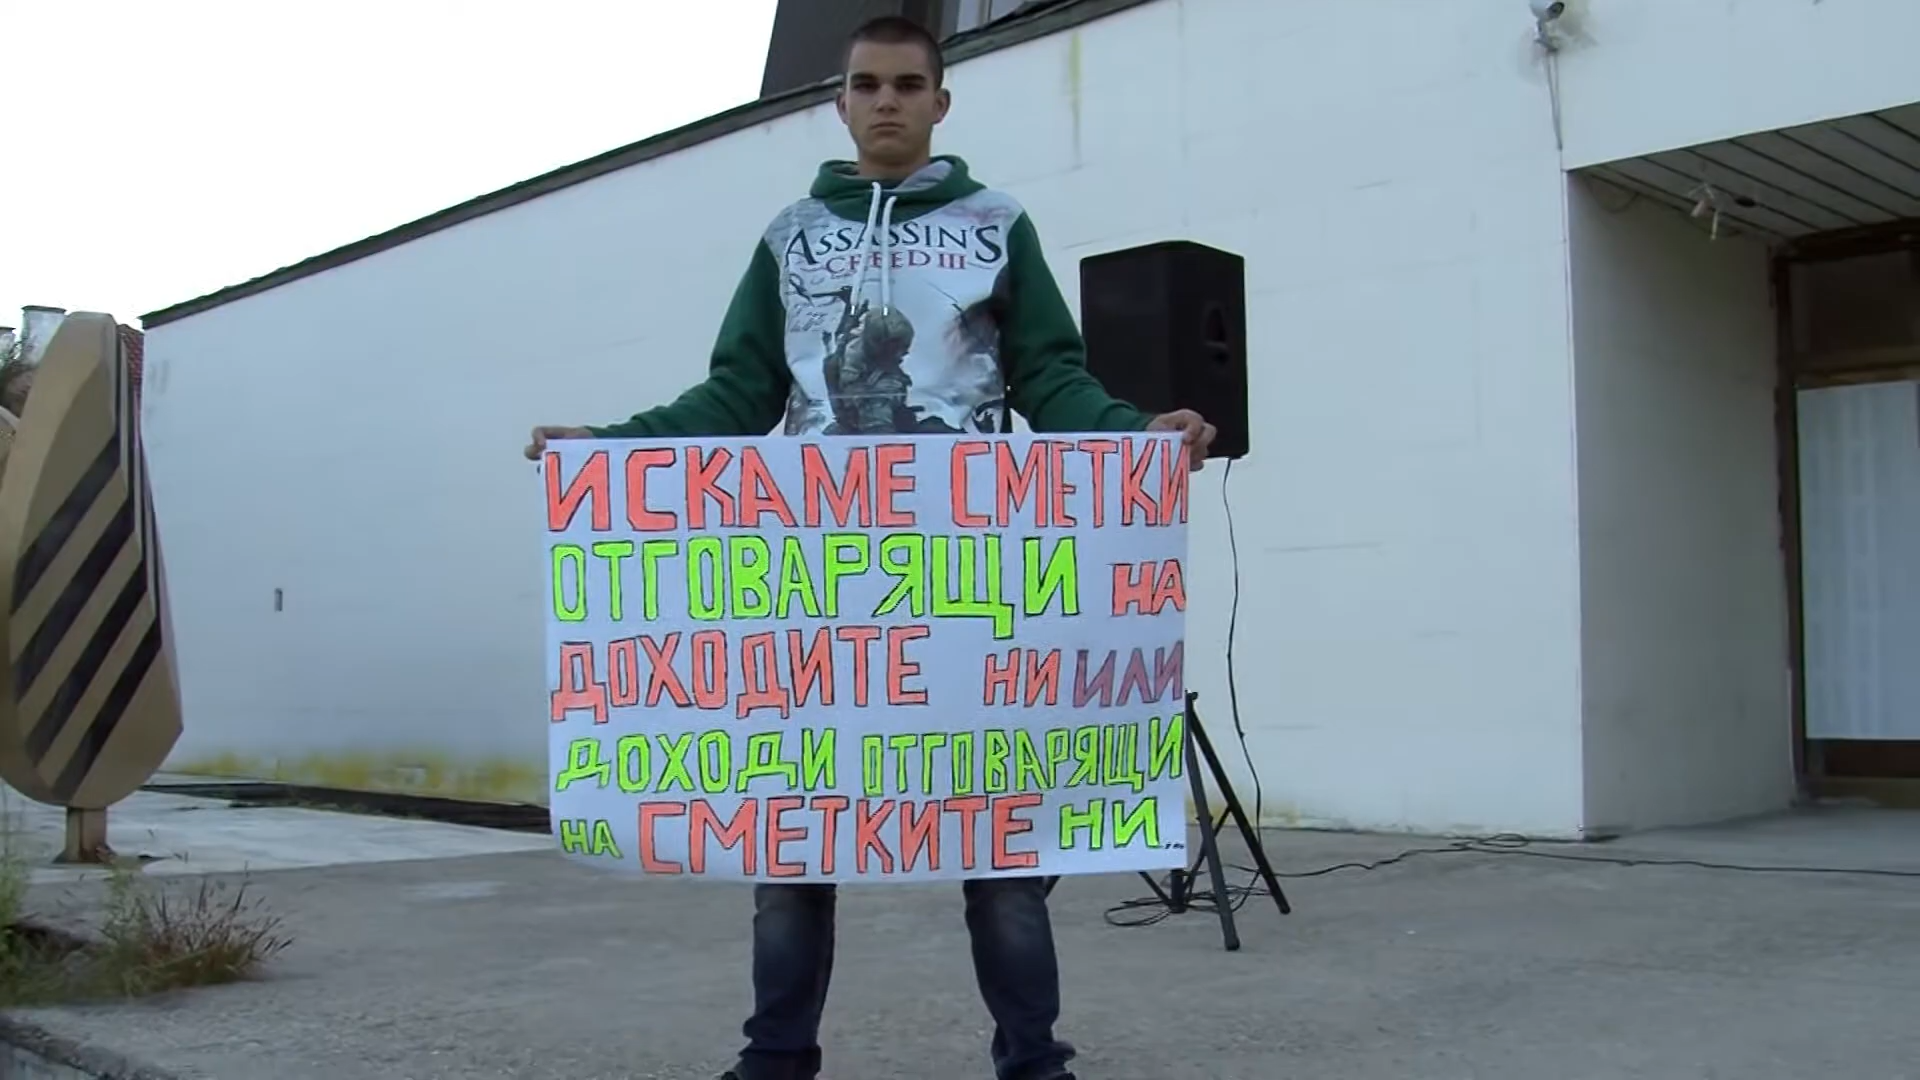 ASSASSIN'S
CREED III
ИСКАМЕ СМЕТКИ
ОТГОВАРЯЩИ НА
ДОХОДИТЕ НИ ИЛИ
ДОХОДИ ОТГОВАРЯЩИ
НА СМЕТКИТЕ НИ